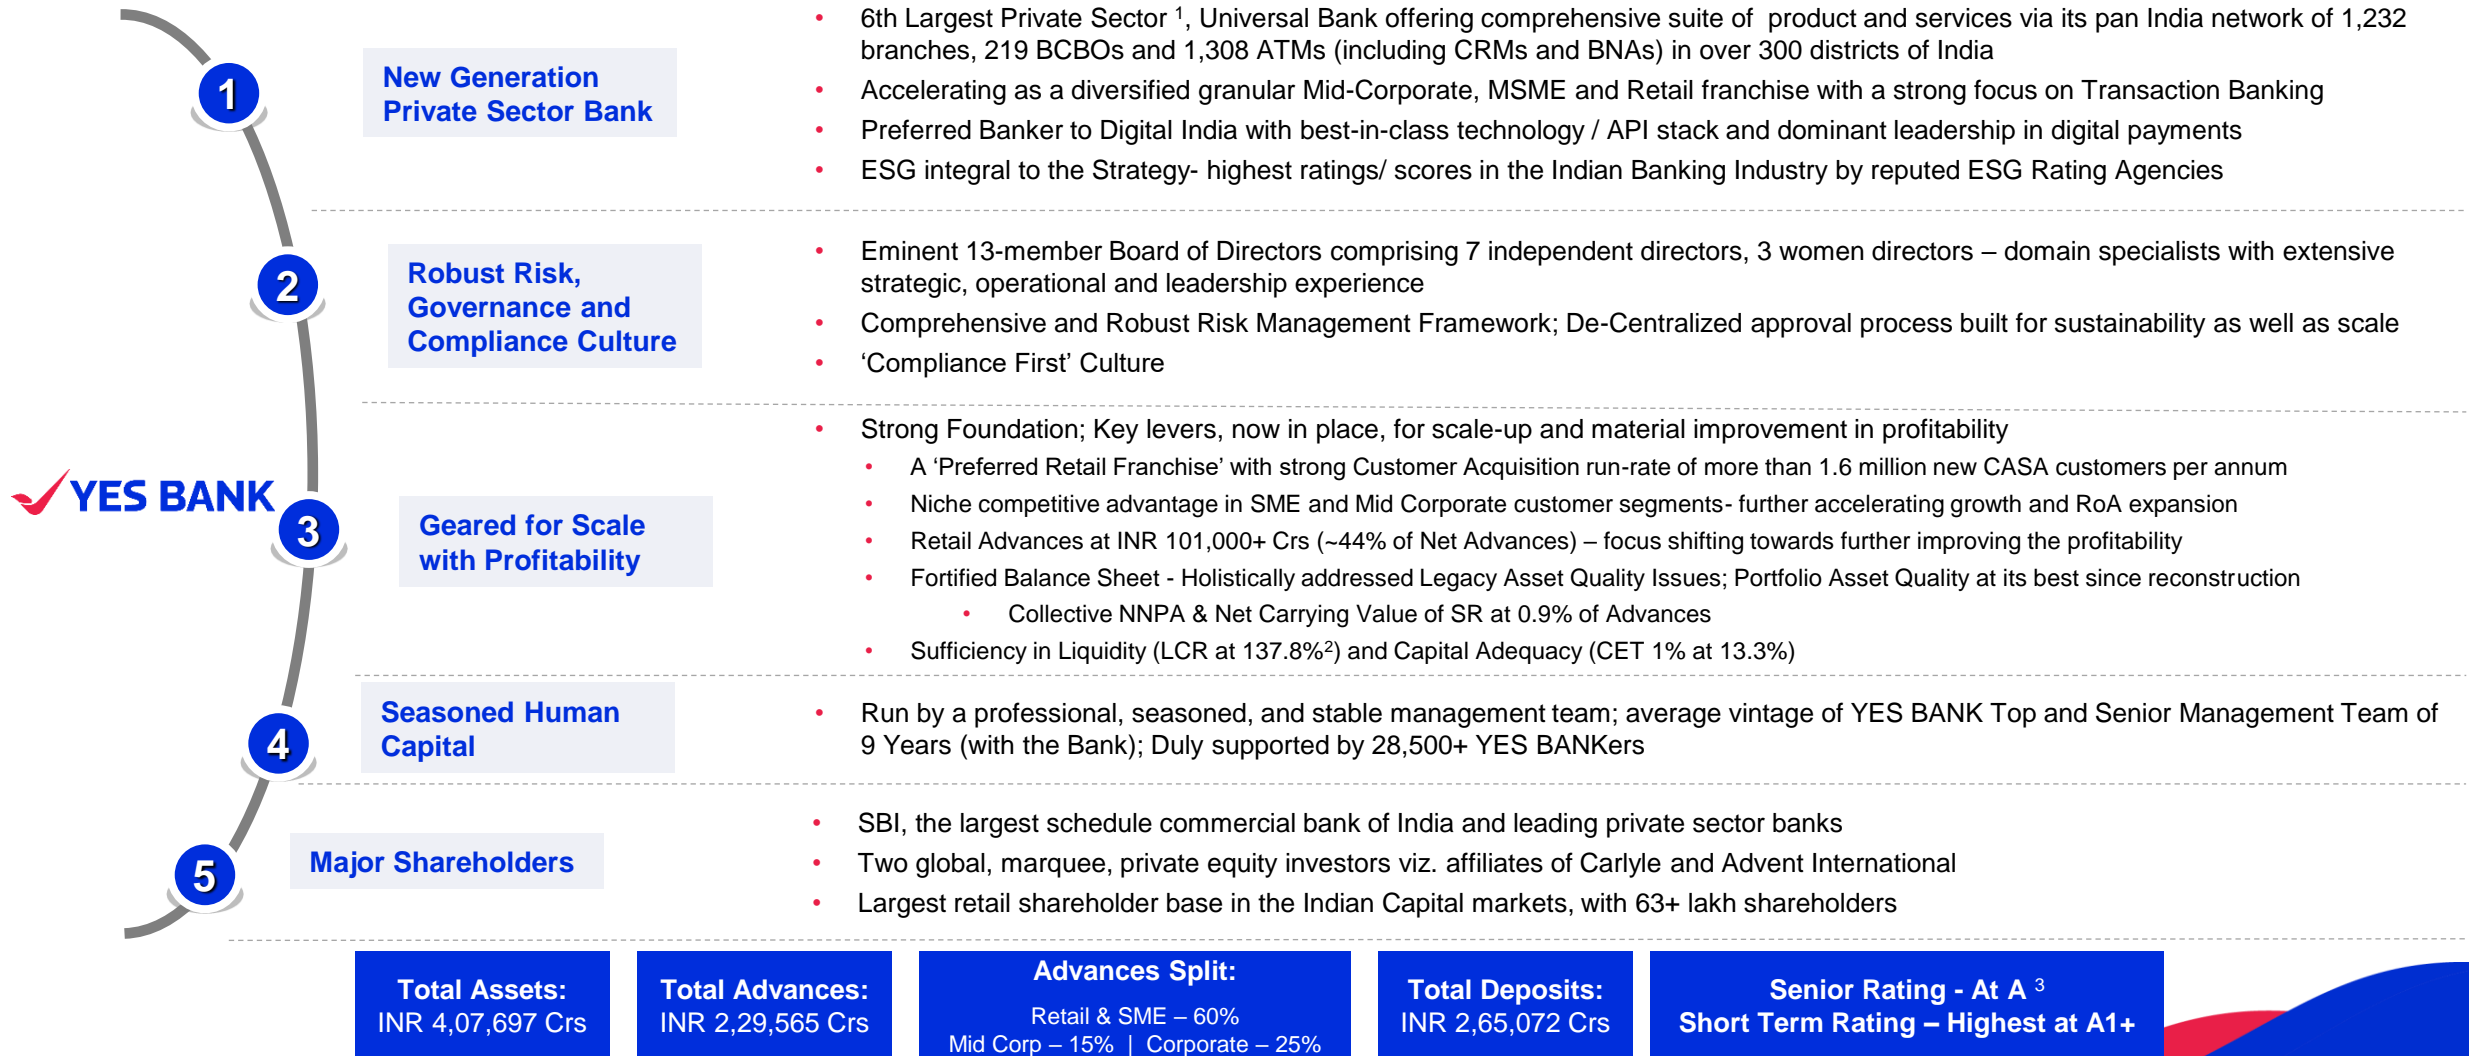 1
New Generation
Private Sector Bank
• 6th Largest Private Sector ¹, Universal Bank offering comprehensive suite of product and services via its pan India network of 1,232
branches, 219 BCBOs and 1,308 ATMs (including CRMs and BNAs) in over 300 districts of India
• Accelerating as a diversified granular Mid-Corporate, MSME and Retail franchise with a strong focus on Transaction Banking
• Preferred Banker to Digital India with best-in-class technology / API stack and dominant leadership in digital payments
• ESG integral to the Strategy- highest ratings/ scores in the Indian Banking Industry by reputed ESG Rating Agencies
2
Robust Risk,
Governance and
Compliance Culture
• Eminent 13-member Board of Directors comprising 7 independent directors, 3 women directors – domain specialists with extensive
strategic, operational and leadership experience
• Comprehensive and Robust Risk Management Framework; De-Centralized approval process built for sustainability as well as scale
• ‘Compliance First’ Culture
YES BANK
3
Geared for Scale
with Profitability
• Strong Foundation; Key levers, now in place, for scale-up and material improvement in profitability
• A ‘Preferred Retail Franchise’ with strong Customer Acquisition run-rate of more than 1.6 million new CASA customers per annum
• Niche competitive advantage in SME and Mid Corporate customer segments- further accelerating growth and RoA expansion
• Retail Advances at INR 101,000+ Crs (~44% of Net Advances) – focus shifting towards further improving the profitability
• Fortified Balance Sheet - Holistically addressed Legacy Asset Quality Issues; Portfolio Asset Quality at its best since reconstruction
• Collective NNPA & Net Carrying Value of SR at 0.9% of Advances
• Sufficiency in Liquidity (LCR at 137.8%²) and Capital Adequacy (CET 1% at 13.3%)
4
Seasoned Human
Capital
• Run by a professional, seasoned, and stable management team; average vintage of YES BANK Top and Senior Management Team of
9 Years (with the Bank); Duly supported by 28,500+ YES BANKers
5
Major Shareholders
• SBI, the largest schedule commercial bank of India and leading private sector banks
• Two global, marquee, private equity investors viz. affiliates of Carlyle and Advent International
• Largest retail shareholder base in the Indian Capital markets, with 63+ lakh shareholders
Total Assets:
INR 4,07,697 Crs
Total Advances:
INR 2,29,565 Crs
Advances Split:
Retail & SME – 60%
Mid Corp – 15% | Corporate – 25%
Total Deposits:
INR 2,65,072 Crs
Senior Rating - At A ³
Short Term Rating – Highest at A1+